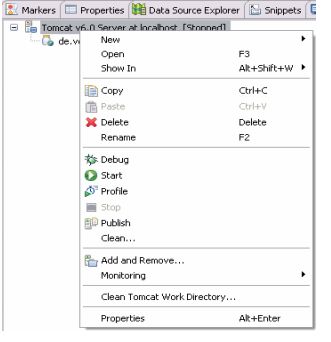 Markers Properties Data Source Explorer Snippets
Tomcat v6.0 Server at localhost [Stopped]
de.v
New
Open F3
Show In Alt+Shift+W
Copy Ctrl+C
Paste Ctrl+V
Delete Delete
Rename F2
Debug
Start
Profile
Stop
Publish
Clean...
Add and Remove...
Monitoring
Clean Tomcat Work Directory...
Properties Alt+Enter